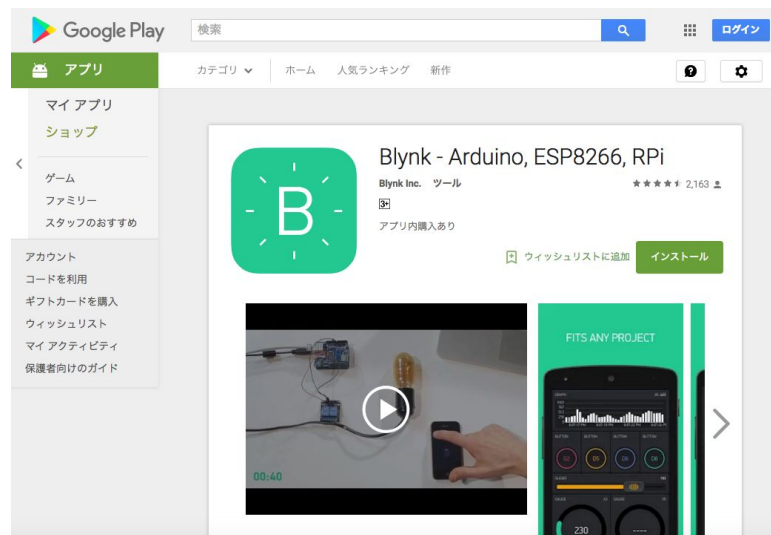 Google Play
検索
ログイン
アプリ
カテゴリ
ホーム
人気ランキング
新作
マイ アプリ
ショップ
ゲーム
ファミリー
スタッフのおすすめ
アカウント
コードを利用
ギフトカードを購入
ウィッシュリスト
マイ アクティビティ
保護者向けのガイド
B
Blynk - Arduino, ESP8266, RPi
Blynk Inc. ツール
2,163
3+
アプリ内購入あり
ウィッシュリストに追加
インストール
00:40
FITS ANY PROJECT
BUTTON BUTTON BUTTON BUTTON
230